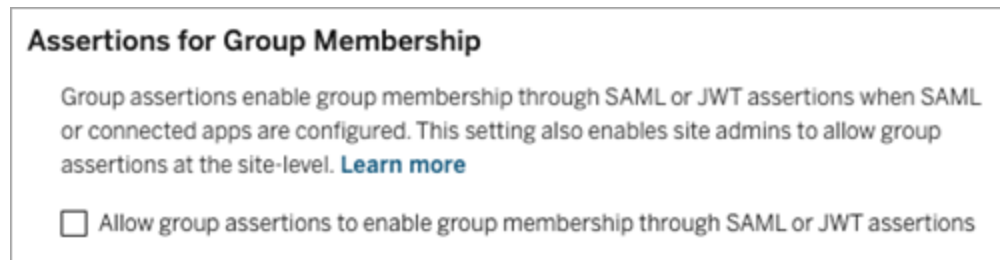 Assertions for Group Membership
Group assertions enable group membership through SAML or JWT assertions when SAML
or connected apps are configured. This setting also enables site admins to allow group
assertions at the site-level. Learn more
Allow group assertions to enable group membership through SAML or JWT assertions